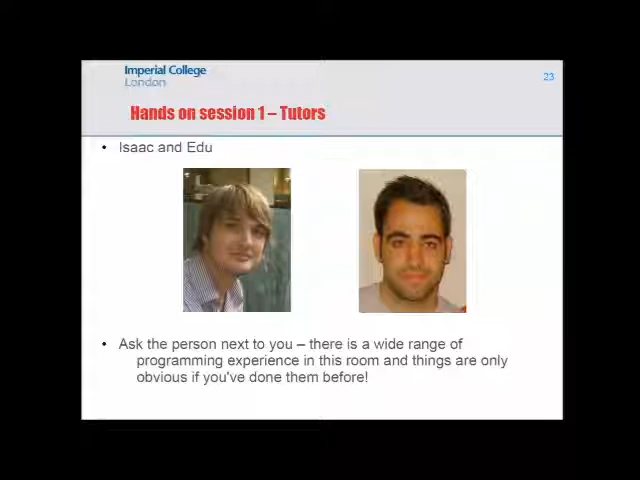 Imperial College
London
23
Hands on session 1 – Tutors
• Isaac and Edu
• Ask the person next to you – there is a wide range of
programming experience in this room and things are only
obvious if you've done them before!